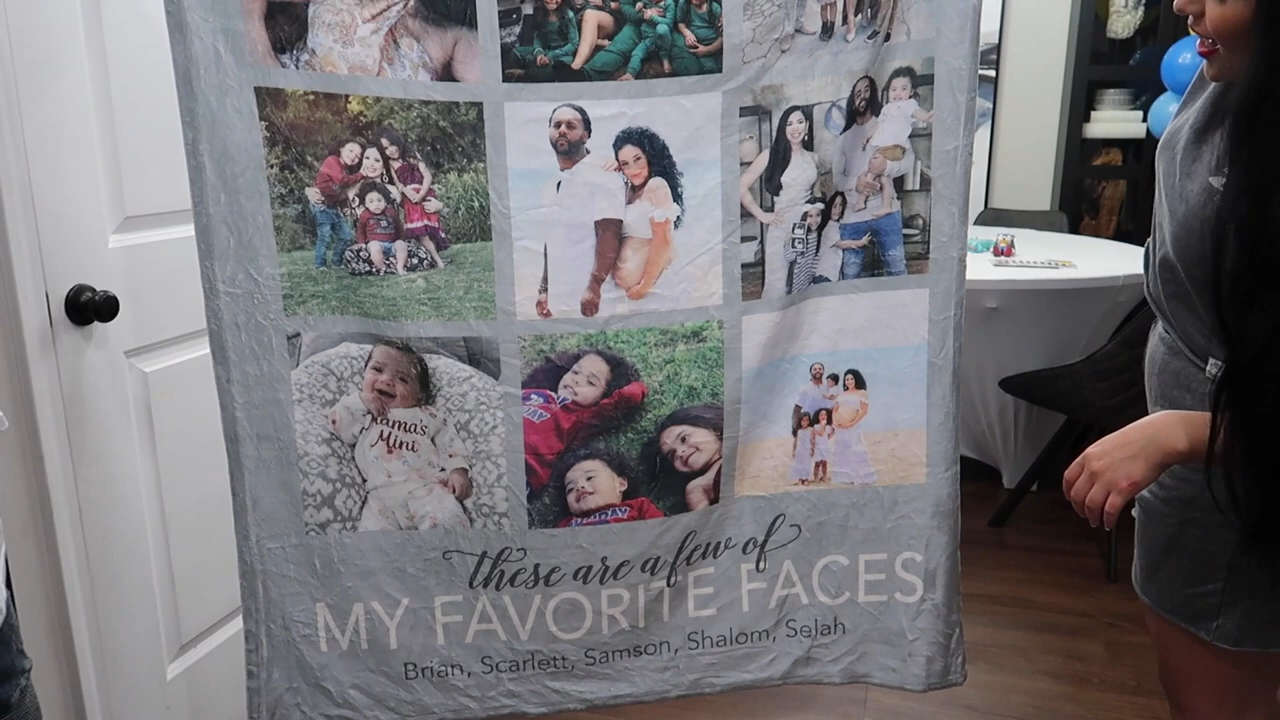 Mama's
Mini
these are a few of
MY FAVORITE FACES
Brian, Scarlett, Samson, Shalom, Selah